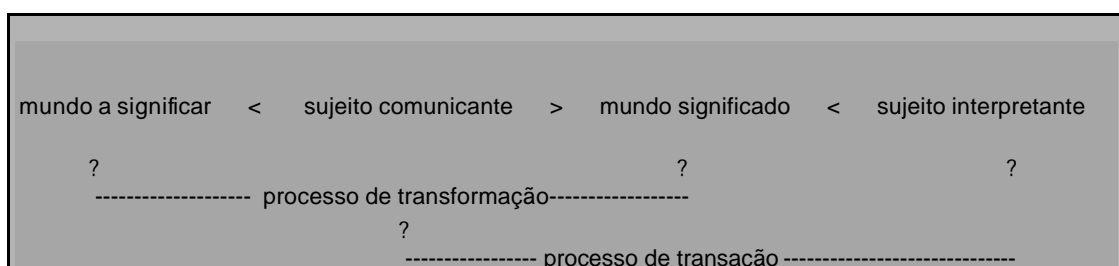 mundo a significar < sujeito comunicante > mundo significado < sujeito interpretante
? ? ?
------------------- processo de transformação-----------------
?
---------------- processo de transação ----------------------------